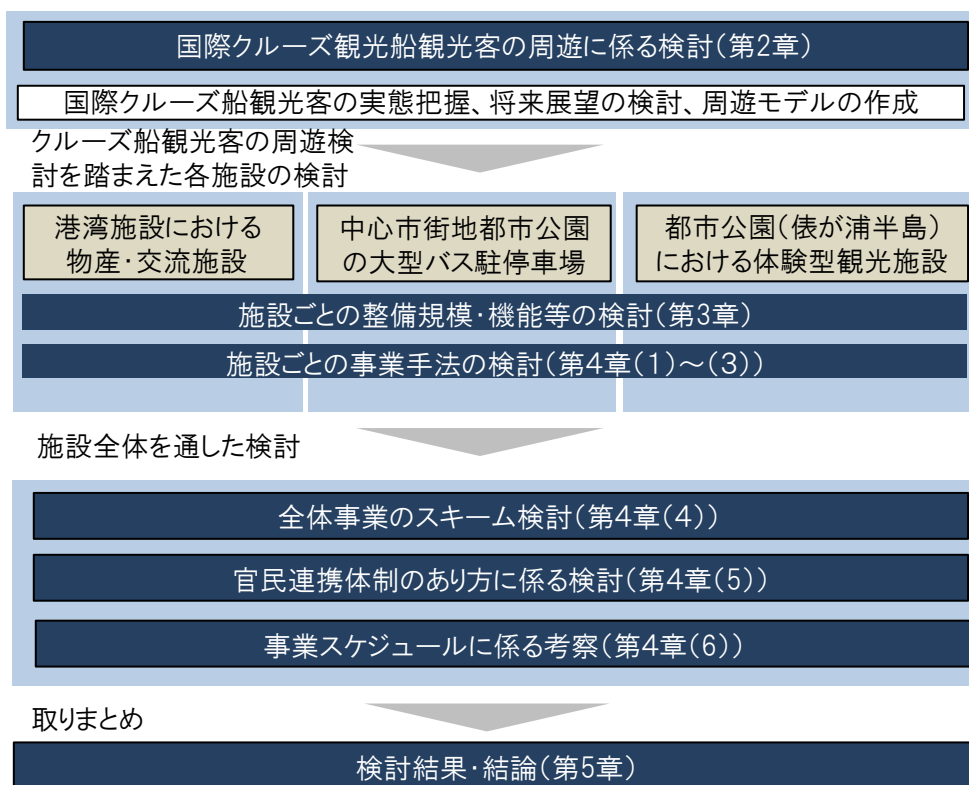 国際クルーズ観光船観光客の周遊に係る検討(第2章)
国際クルーズ船観光客の実態把握、将来展望の検討、周遊モデルの作成
クルーズ船観光客の周遊検
討を踏まえた各施設の検討
港湾施設における
物産・交流施設
中心市街地都市公園
の大型バス駐停車場
都市公園(俵が浦半島)
における体験型観光施設
施設ごとの整備規模・機能等の検討(第3章)
施設ごとの事業手法の検討(第4章(1)～(3))
施設全体を通した検討
全体事業のスキーム検討(第4章(4))
官民連携体制のあり方に係る検討(第4章(5))
事業スケジュールに係る考察(第4章(6))
取りまとめ
検討結果・結論(第5章)